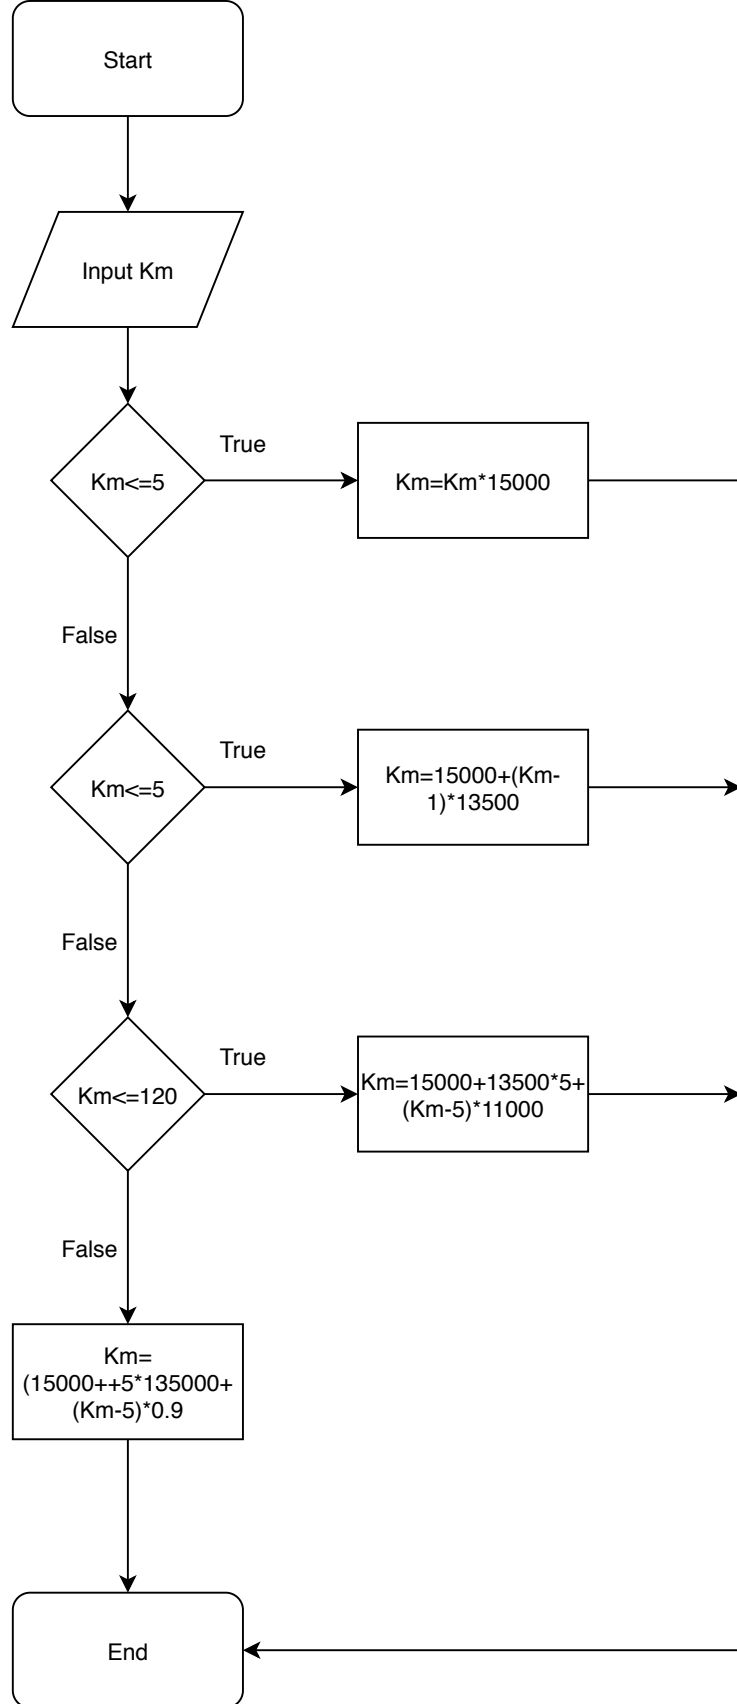 Start
Input Km
True
Km<=5
Km=Km*15000
False
True
Km<=5
Km=15000+(Km-
1)*13500
False
True
Km<=120
Km=15000+13500*5+
(Km-5)*11000
False
Km=
(15000++5*135000+
(Km-5)*0.9
End